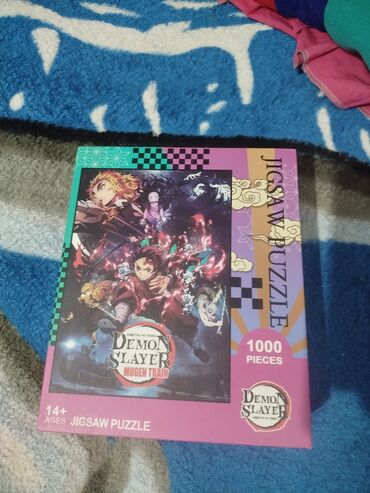 JIGSAW PUZZLE
DEMON
SLAYER
MUGEN TRAIN
1000
PIECES
DEMON
SLAYER
14+
AGES
JIGSAW PUZZLE